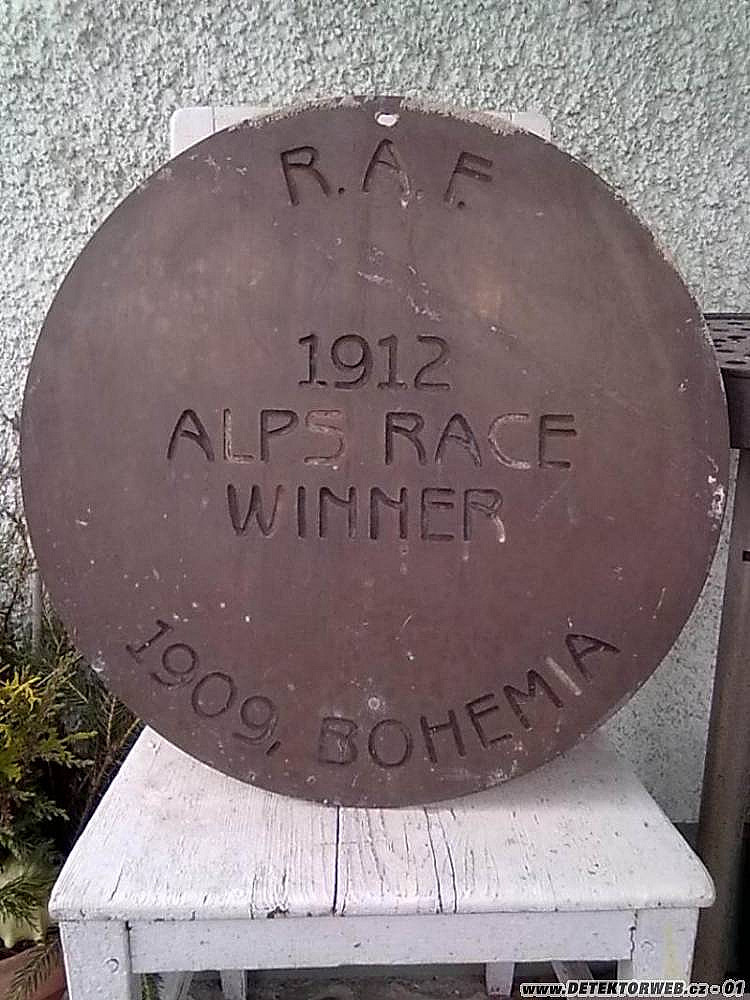 R.A.F.
1912
ALPS RACE
WINNER
1909, BOHEMIA
www.DETEKTORWEB.cz - 01